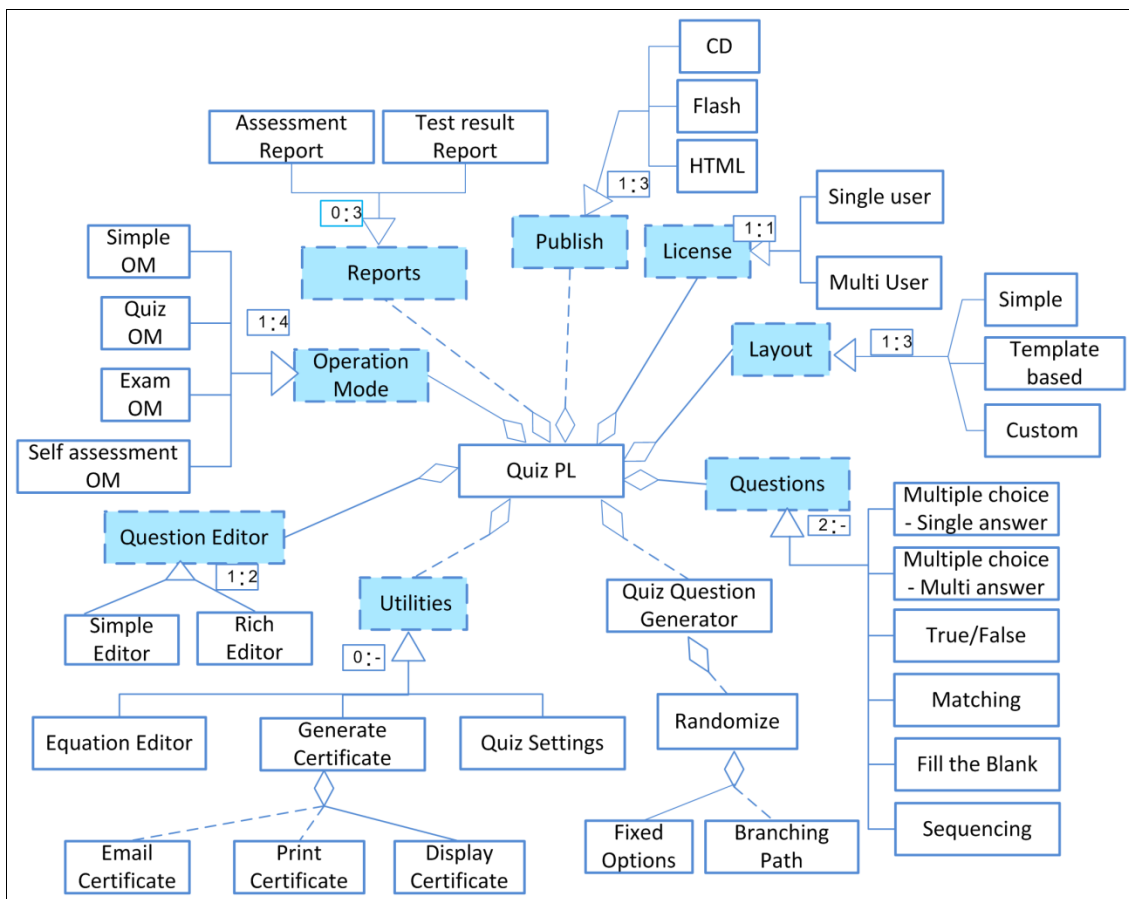 CD
Flash
HTML
Assessment
Report
Test result
Report
1:3
0:3
Publish
Reports
License
1:1
Single user
Multi User
Simple
OM
Quiz
OM
Exam
OM
Self assessment
OM
1:4
Operation
Mode
Layout
1:3
Simple
Template
based
Custom
Quiz PL
Questions
2:-
Multiple choice
- Single answer
Multiple choice
- Multi answer
True/False
Matching
Fill the Blank
Sequencing
Question Editor
1:2
Simple
Editor
Rich
Editor
Utilities
0:-
Equation Editor
Generate
Certificate
Quiz Settings
Email
Certificate
Print
Certificate
Display
Certificate
Quiz Question
Generator
Randomize
Fixed
Options
Branching
Path